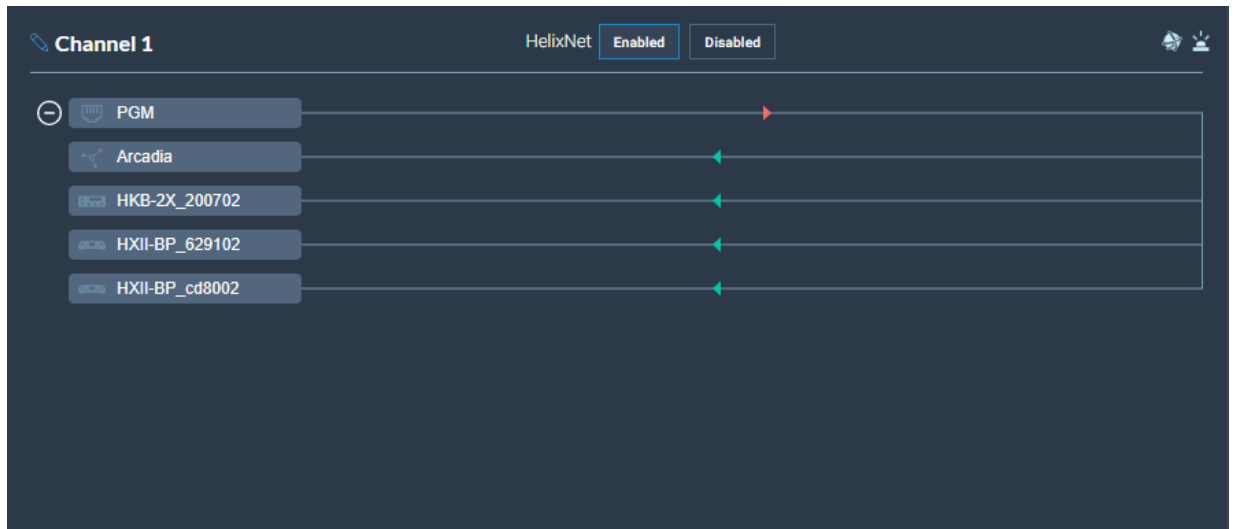 Channel 1 HelixNet Enabled Disabled
PGM
Arcadia
HKB-2X_200702
HXII-BP_629102
HXII-BP_cd8002